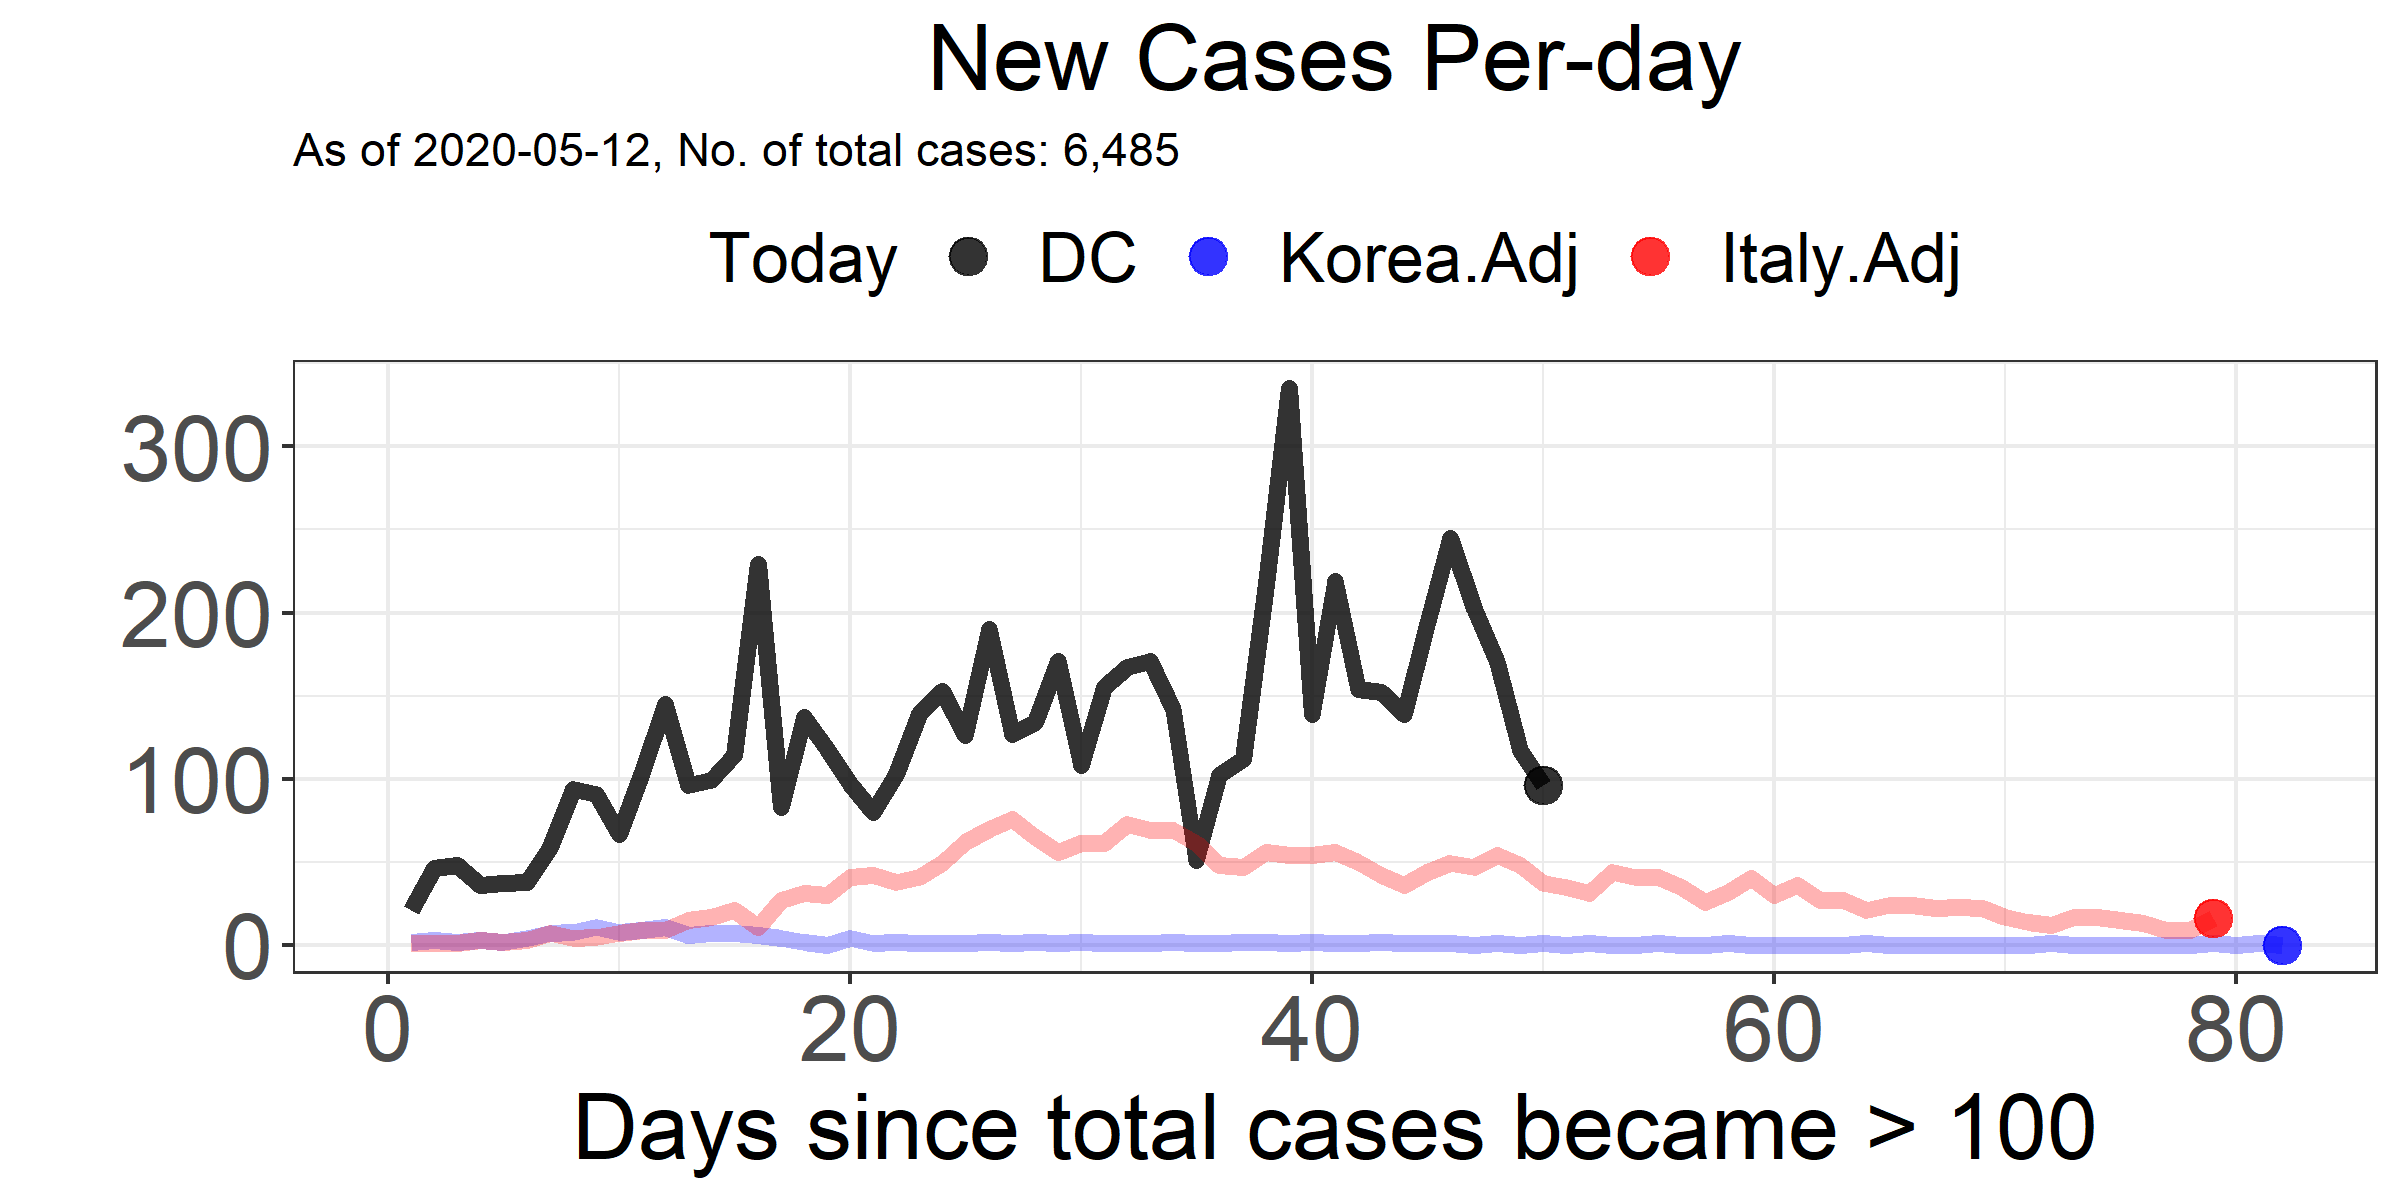 New Cases Per-day
As of 2020-05-12, No. of total cases: 6,485
Today DC Korea.Adj Italy.Adj
300
200
100
0
0 20 40 60 80
Days since total cases became > 100